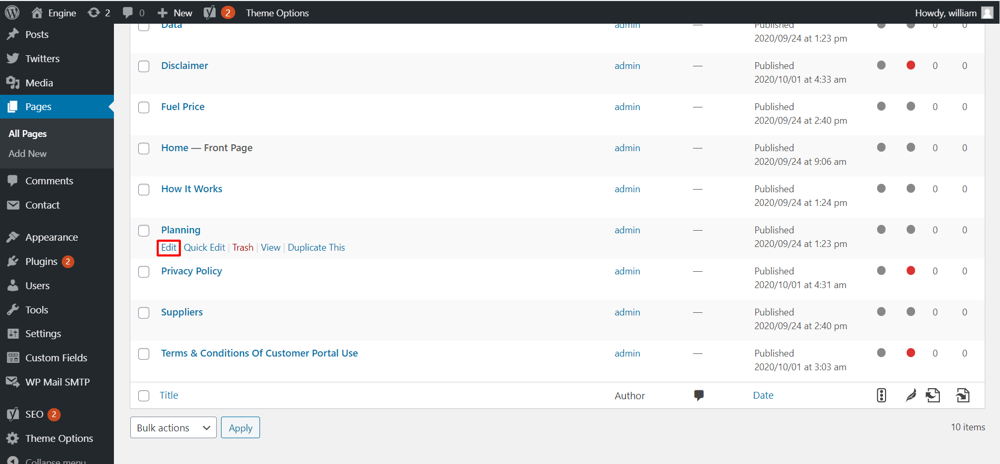 Engine 2 0 New 2 Theme Options Howdy, william
Posts
Twitters
Media
Pages
All Pages
Add New
Comments
Contact
Appearance
Plugins 2
Users
Tools
Settings
Custom Fields
WP Mail SMTP
SEO 2
Theme Options
Collapse menu
Data admin — Published 0 0
2020/09/24 at 1:23 pm
Disclaimer admin — Published 0 0
2020/10/01 at 4:33 am
Fuel Price admin — Published 0 0
2020/09/24 at 2:40 pm
Home — Front Page admin — Published 0 0
2020/09/24 at 9:06 am
How It Works admin — Published 0 0
2020/09/24 at 1:24 pm
Planning admin — Published 0 0
2020/09/24 at 1:23 pm
Edit Quick Edit | Trash | View | Duplicate This
Privacy Policy admin — Published 0 0
2020/10/01 at 4:31 am
Suppliers admin — Published 0 0
2020/09/24 at 2:40 pm
Terms & Conditions Of Customer Portal Use admin — Published 0 0
2020/10/01 at 3:03 am
Title Author Date
Bulk actions Apply 10 items